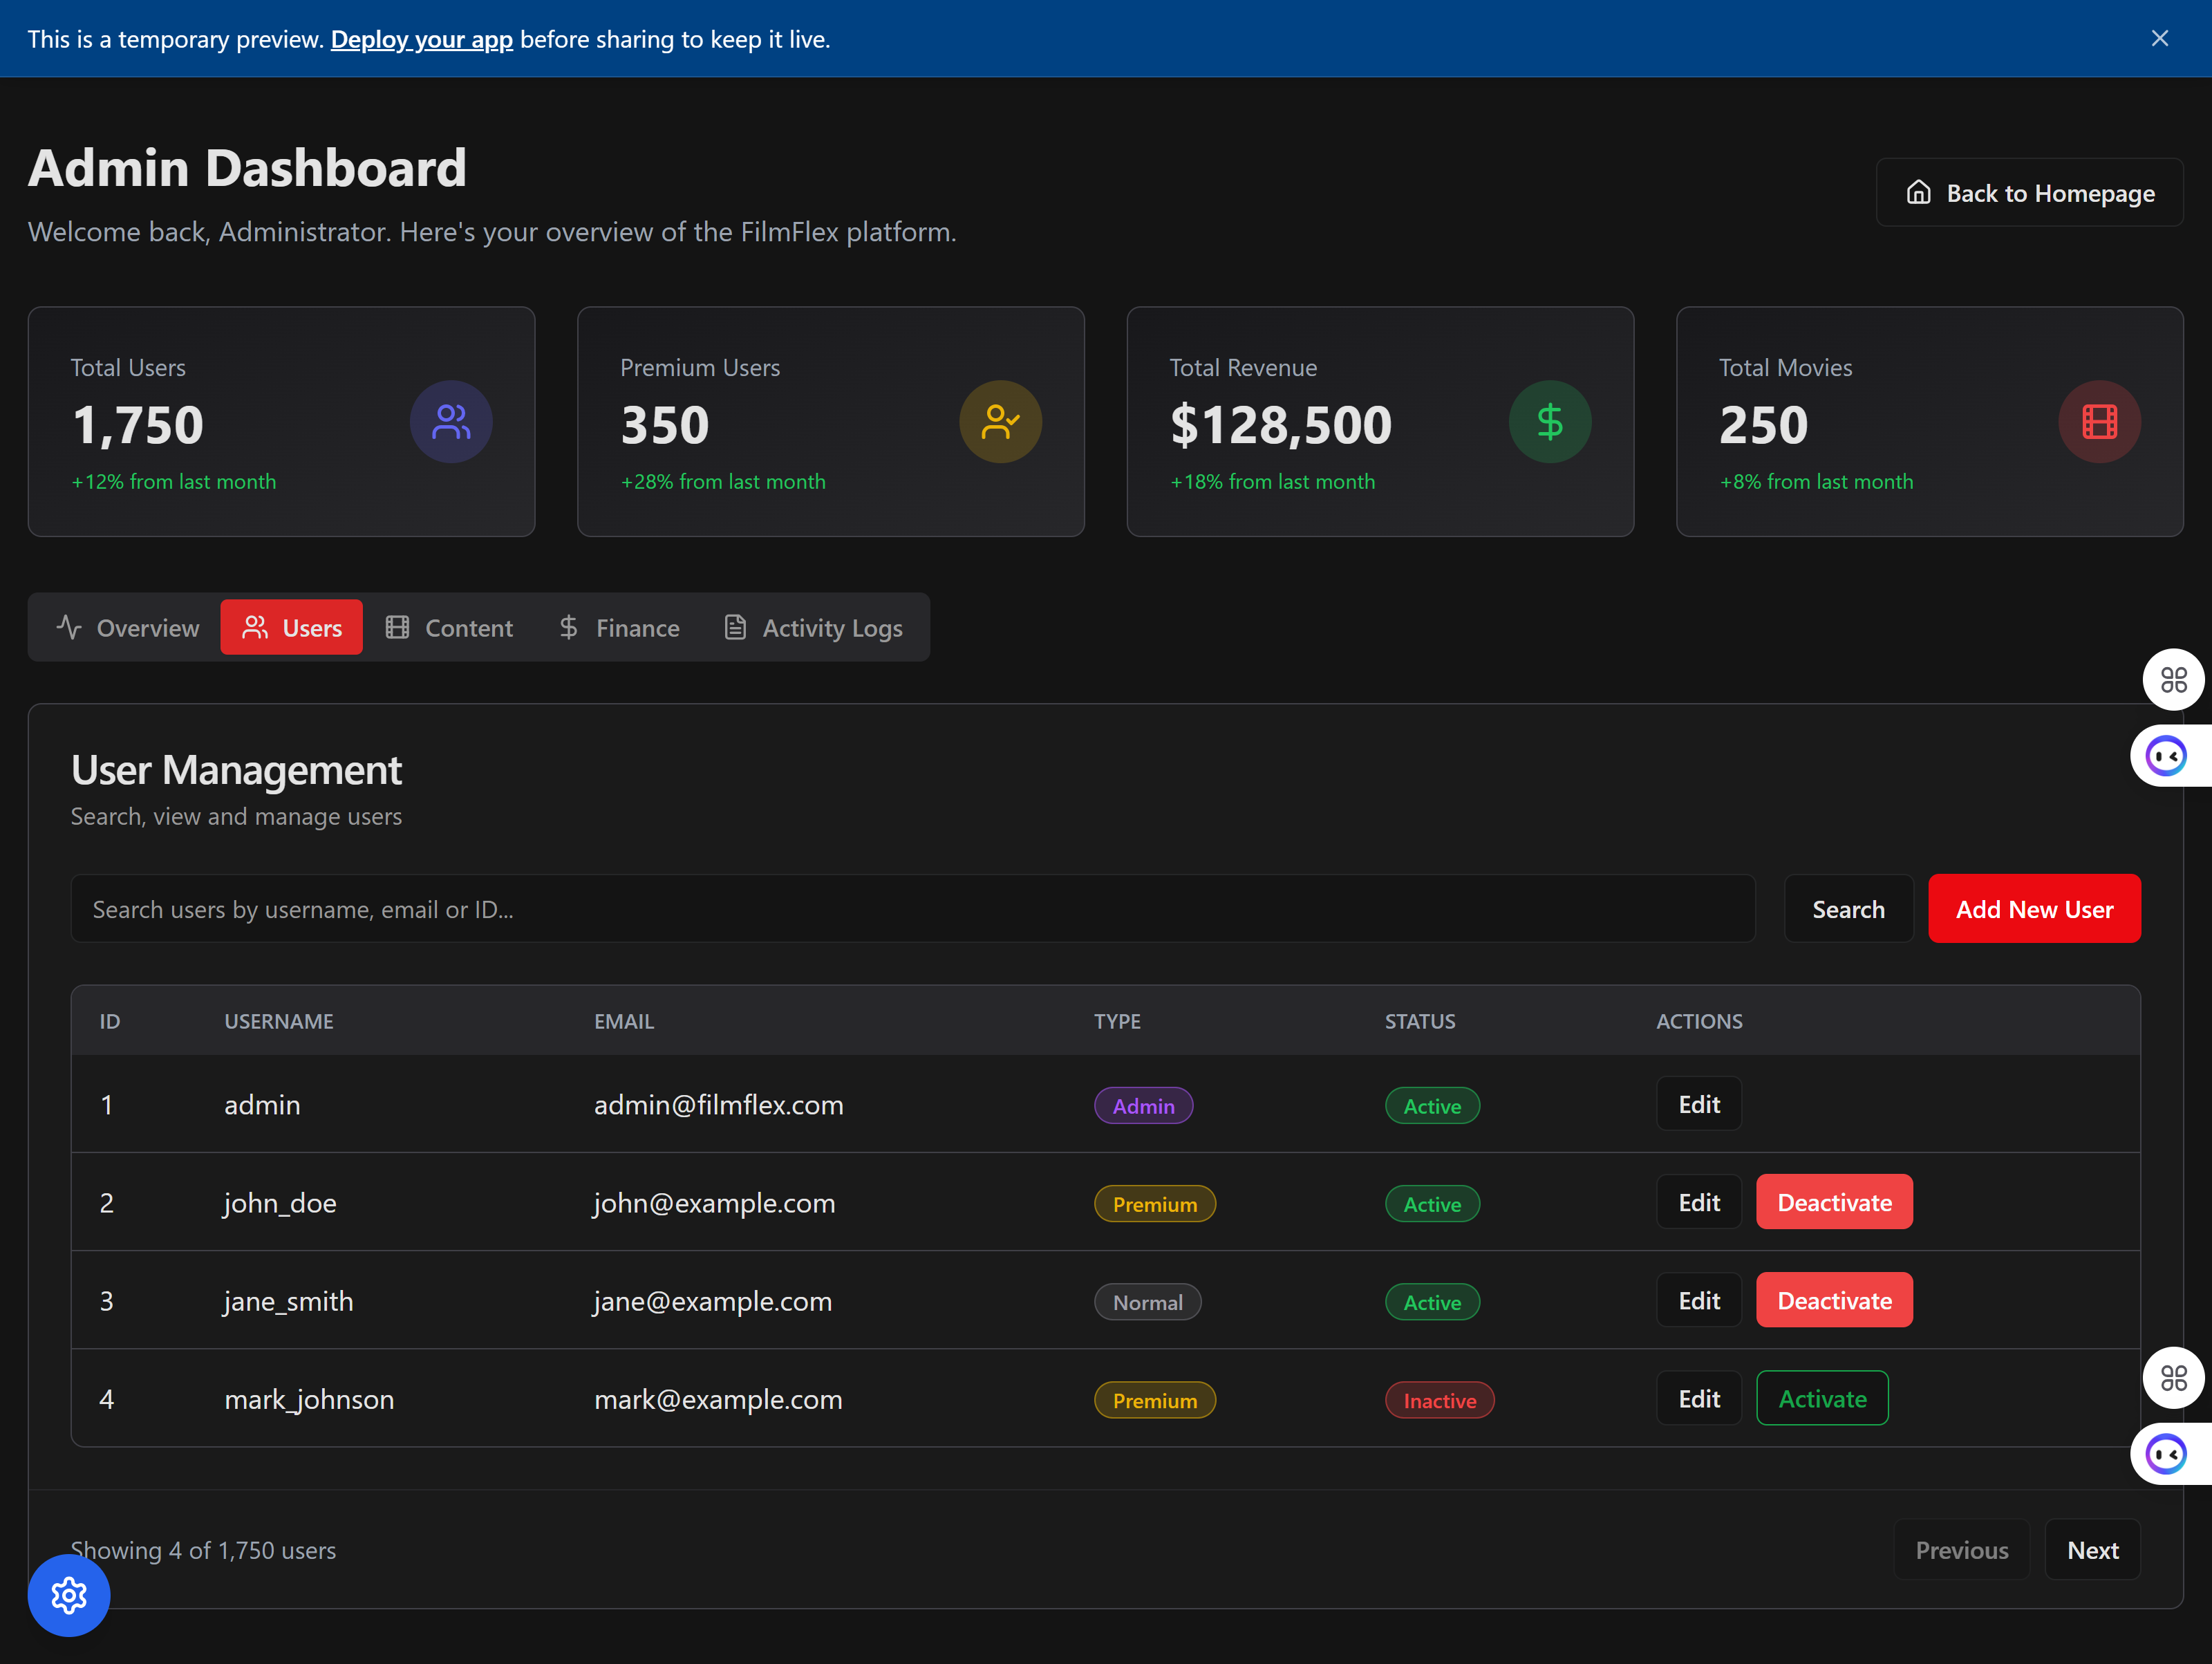 This is a temporary preview. Deploy your app before sharing to keep it live.
Admin Dashboard
Welcome back, Administrator. Here's your overview of the FilmFlex platform.
Back to Homepage
Total Users
1,750
+12% from last month
Premium Users
350
+28% from last month
Total Revenue
$128,500
+18% from last month
Total Movies
250
+8% from last month
Overview Users Content Finance Activity Logs
User Management
Search, view and manage users
Search users by username, email or ID... Search Add New User
ID USERNAME EMAIL TYPE STATUS ACTIONS
1 admin admin@filmflex.com Admin Active Edit
2 john_doe john@example.com Premium Active Edit Deactivate
3 jane_smith jane@example.com Normal Active Edit Deactivate
4 mark_johnson mark@example.com Premium Inactive Edit Activate
Showing 4 of 1,750 users Previous Next